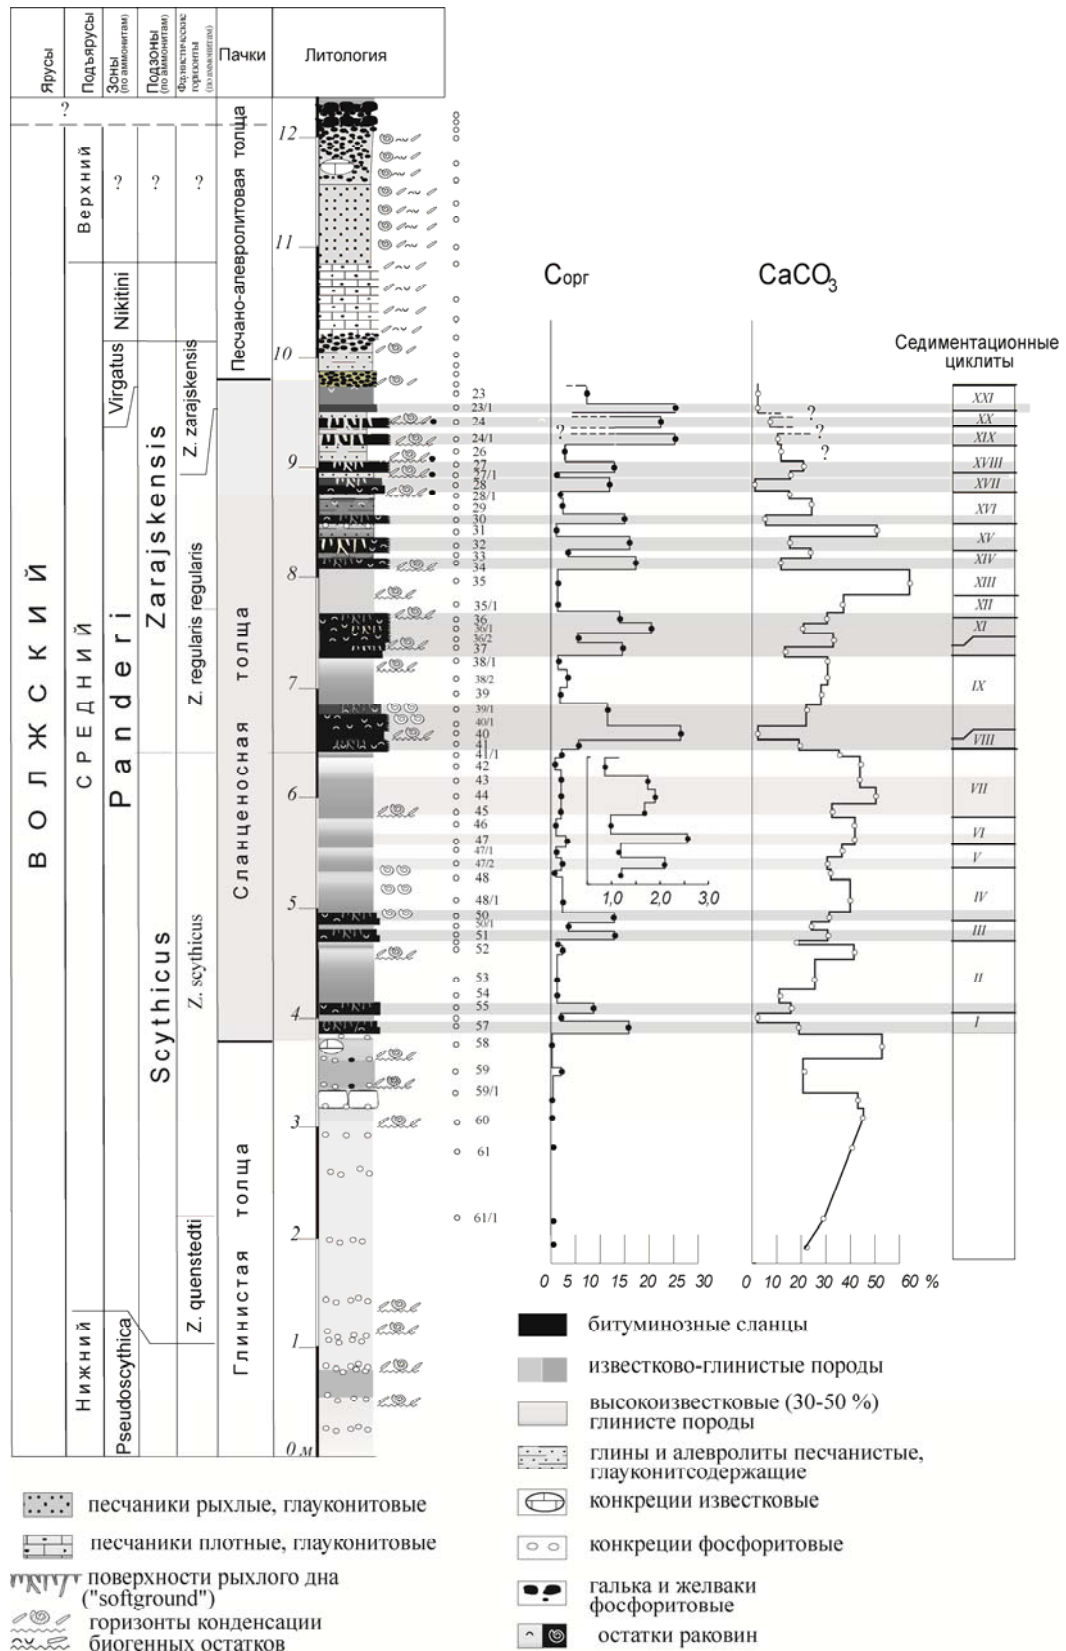 Ярусы
Подъярусы
Зоны
(по аммонитам)
Подзоны
(по аммонитам)
Фаунистические
горизонты
(по аммонитам)
Пачки
Литология
?
ВОЛЖСКИЙ
Верхний
СРЕДНИЙ
Нижний
?
Nikitini
Virgatus
Panderi
Pseudoscythica
?
Zarajskensis
Scythicus
?
Z. zarajskensis
Z. regularis regularis
Z. scythicus
Z. quenstedti
Песчано-алевролитовая толща
Сланценосная толща
Глинистая толща
12
11
10
9
8
7
6
5
4
3
2
1
0 м
23
23/1
24
24/1
26
27
27/1
28
28/1
29
30
31
32
33
34
35
35/1
36
36/1
36/2
37
38/1
38/2
39
39/1
40/1
40
41
41/1
42
43
44
45
46
47
47/1
47/2
48
48/1
50
50/1
51
52
53
54
55
57
58
59
59/1
60
61
61/1
Cорг
?
1,0 2,0 3,0
0 5 10 15 20 25 30
CaCO3
?
?
?
0 10 20 30 40 50 60 %
Седиментационные
циклиты
XXI
XX
XIX
XVIII
XVII
XVI
XV
XIV
XIII
XII
XI
IX
VIII
VII
VI
V
IV
III
II
I
битуминозные сланцы
известково-глинистые породы
высокоизвестковые (30-50 %)
глинисте породы
глины и алевролиты песчанистые,
глауконитсодержащие
конкреции известковые
конкреции фосфоритовые
галька и желваки
фосфоритовые
остатки раковин
песчаники рыхлые, глауконитовые
песчаники плотные, глауконитовые
поверхности рыхлого дна
("softground")
горизонты конденсации
биогенных остатков